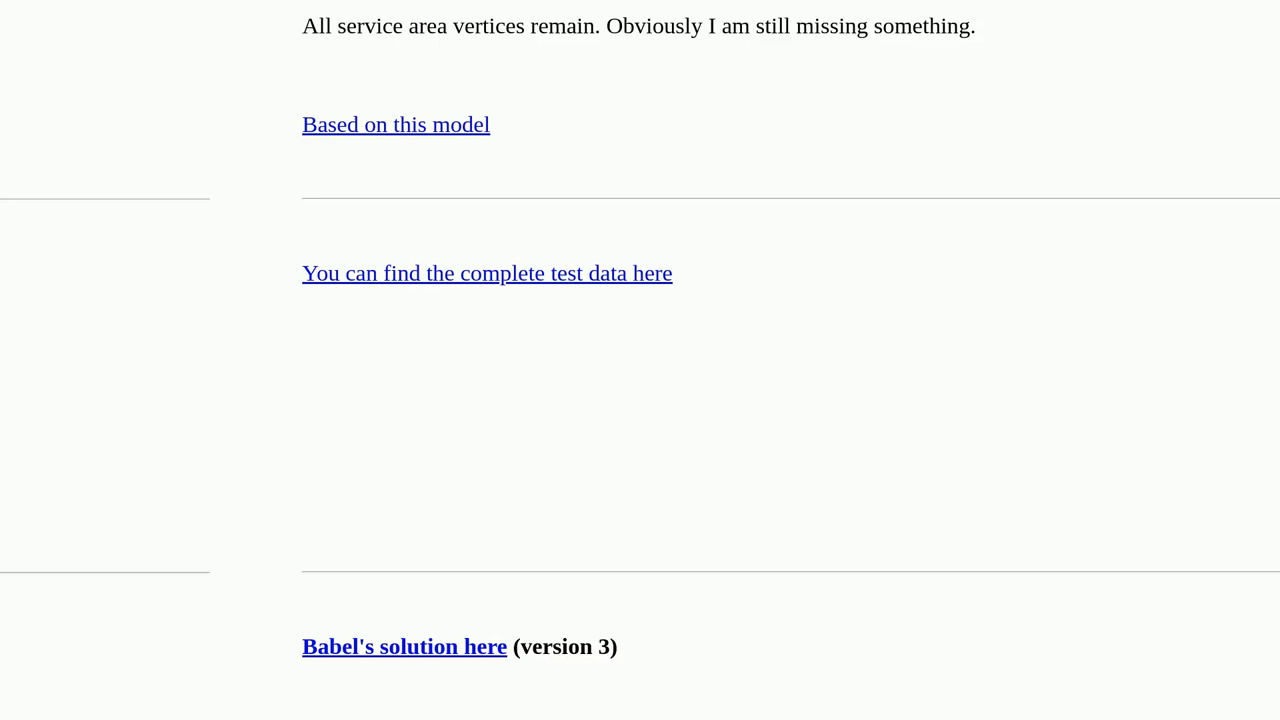 All service area vertices remain. Obviously I am still missing something.
Based on this model
You can find the complete test data here
Babel's solution here (version 3)